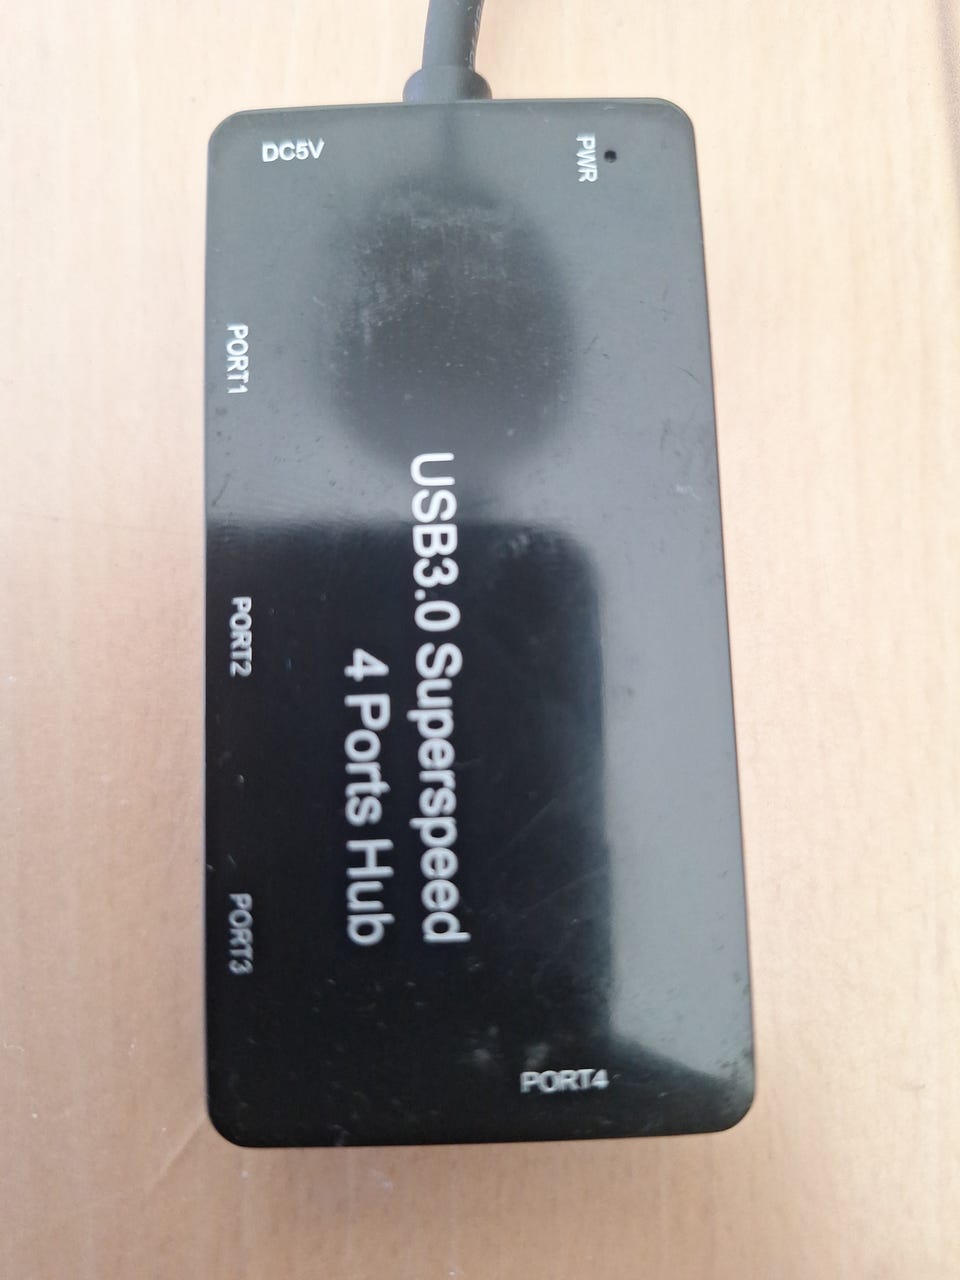 DC5V
PWR
PORT1
USB3.0 Superspeed
4 Ports Hub
PORT2
PORT3
PORT4